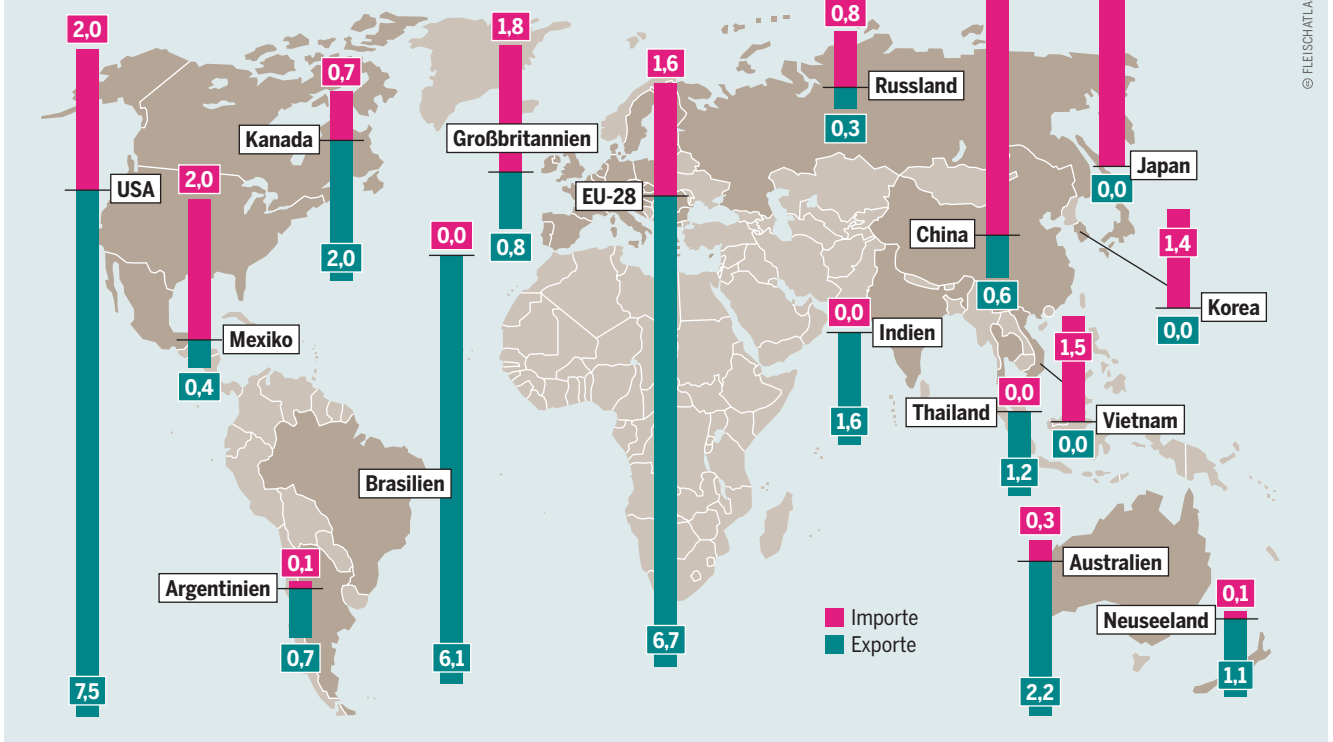 © FLEISCHATLA
2,0
USA
7,5
0,7
Kanada
2,0
2,0
Mexiko
0,4
1,8
Großbritannien
0,8
1,6
EU-28
6,7
0,0
Brasilien
6,1
0,1
Argentinien
0,7
0,8
Russland
0,3
China
0,6
Japan
0,0
1,4
Korea
0,0
0,0
Indien
1,6
0,0
Thailand
1,2
1,5
Vietnam
0,0
0,3
Australien
2,2
0,1
Neuseeland
1,1
Importe
Exporte